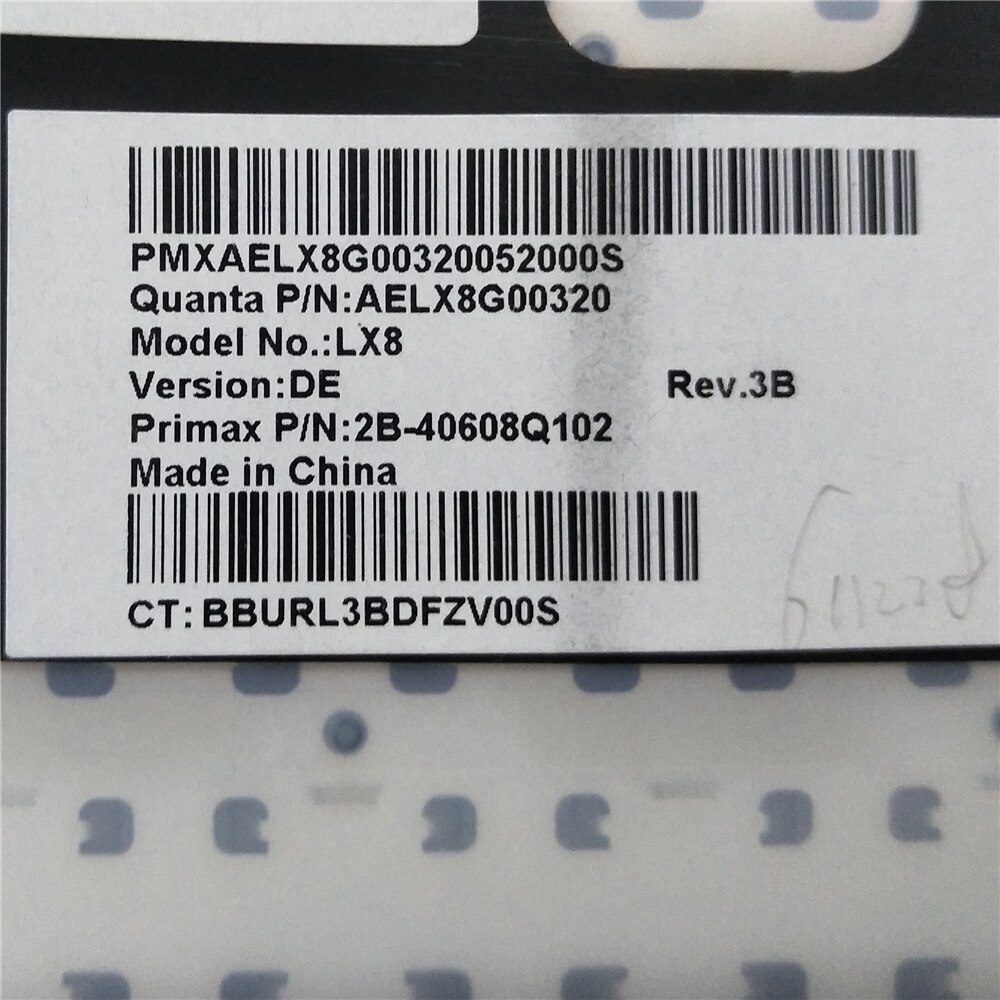 PMXAELX8G00320052000S
Quanta P/N:AELX8G00320
Model No.:LX8
Version:DE Rev.3B
Primax P/N:2B-40608Q102
Made in China
CT: BBURL3BDFZV00S